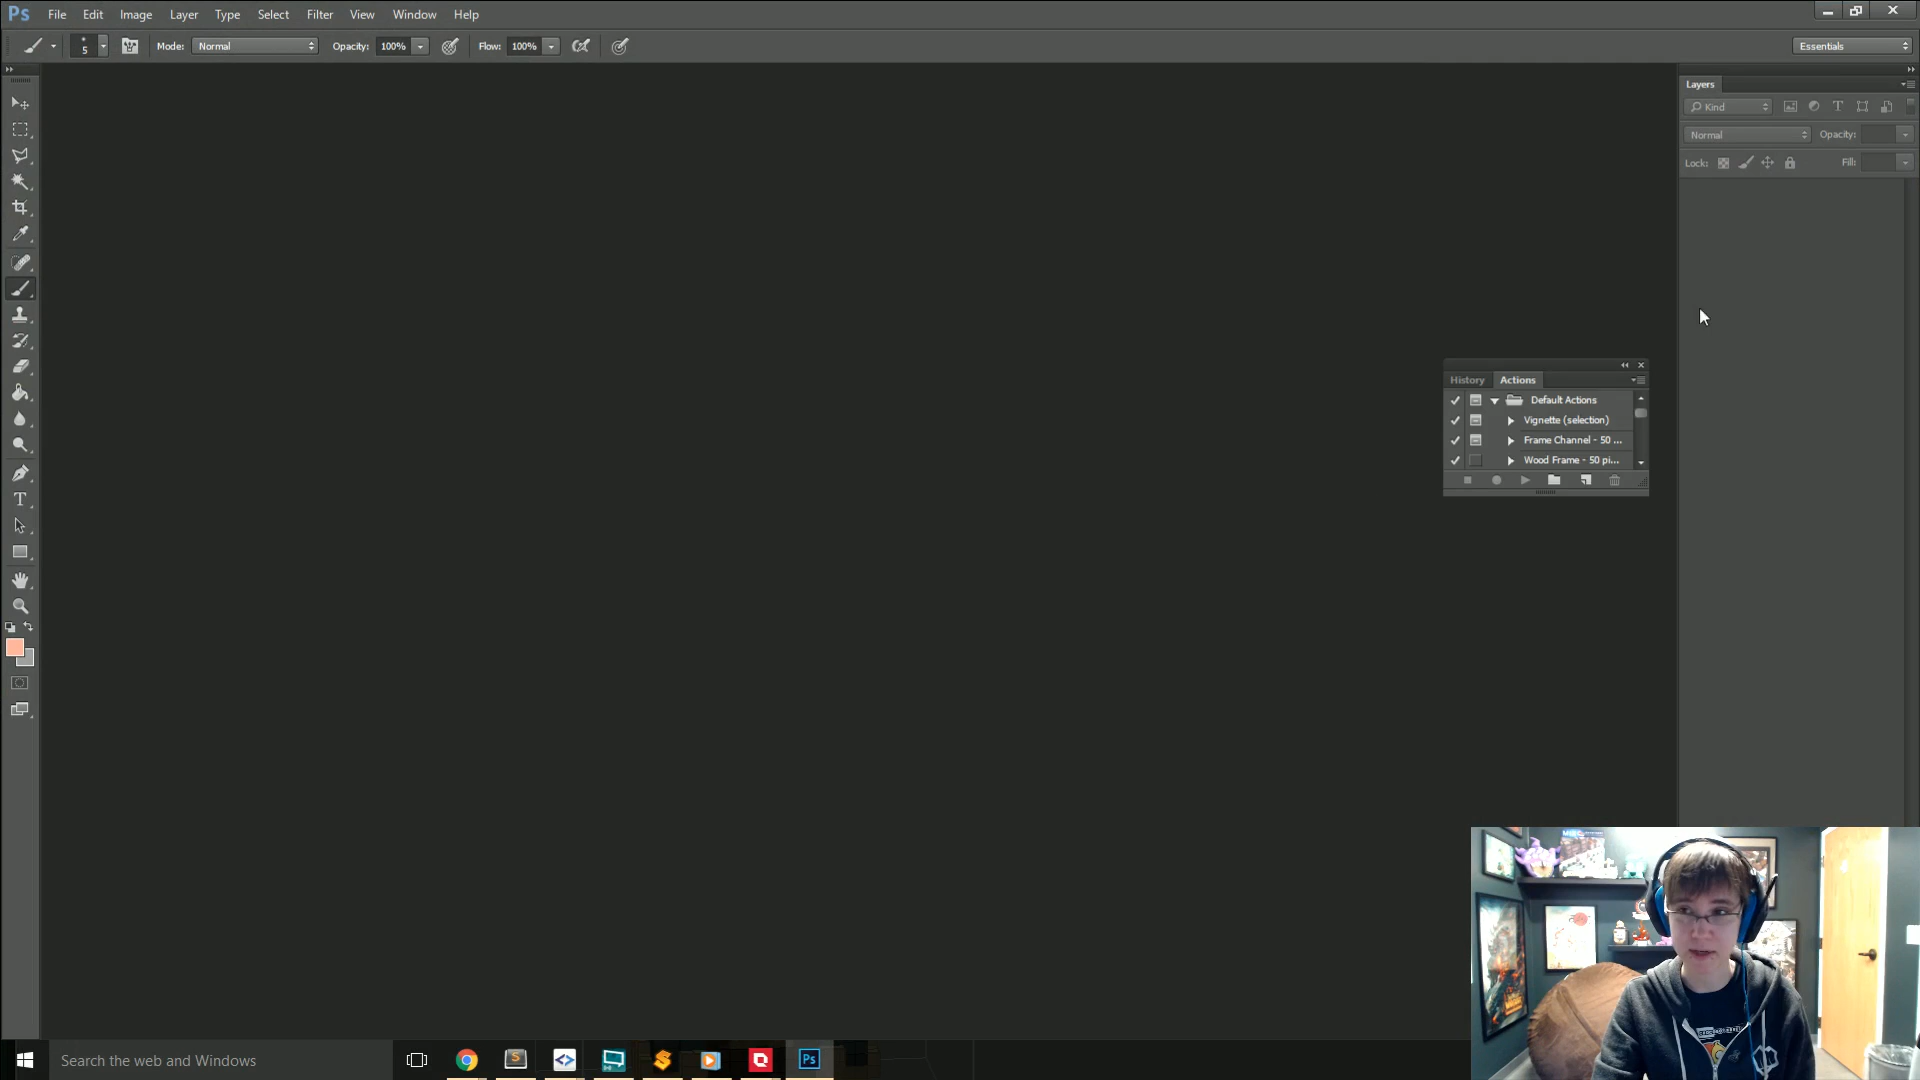 Ps File Edit Image Layer Type Select Filter View Window Help
5 Mode: Normal Opacity: 100% Flow: 100% Essentials
Layers
Kind
Normal Opacity:
Lock: Fill:
History Actions
Default Actions
Vignette (selection)
Frame Channel - 50 ...
Wood Frame - 50 pi...
T
Search the web and Windows
S
Ps